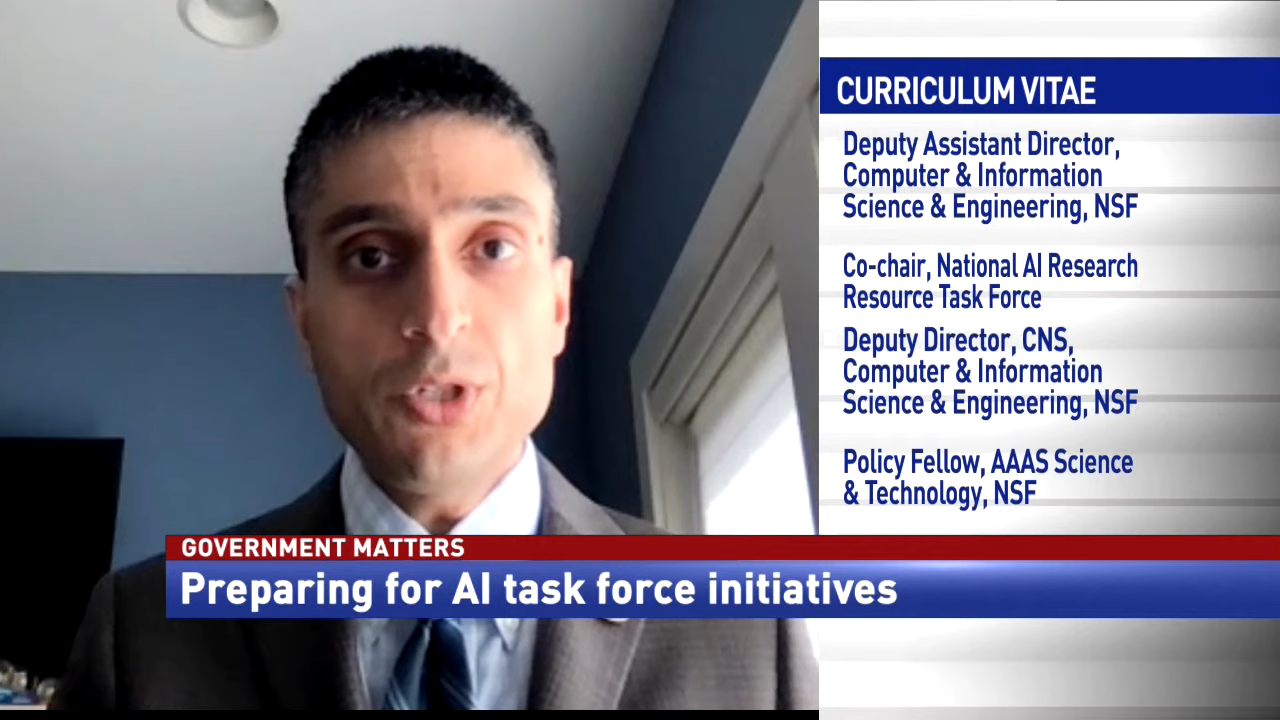 CURRICULUM VITAE
Deputy Assistant Director,
Computer & Information
Science & Engineering, NSF
Co-chair, National AI Research
Resource Task Force
Deputy Director, CNS,
Computer & Information
Science & Engineering, NSF
Policy Fellow, AAAS Science
& Technology, NSF
GOVERNMENT MATTERS
Preparing for AI task force initiatives